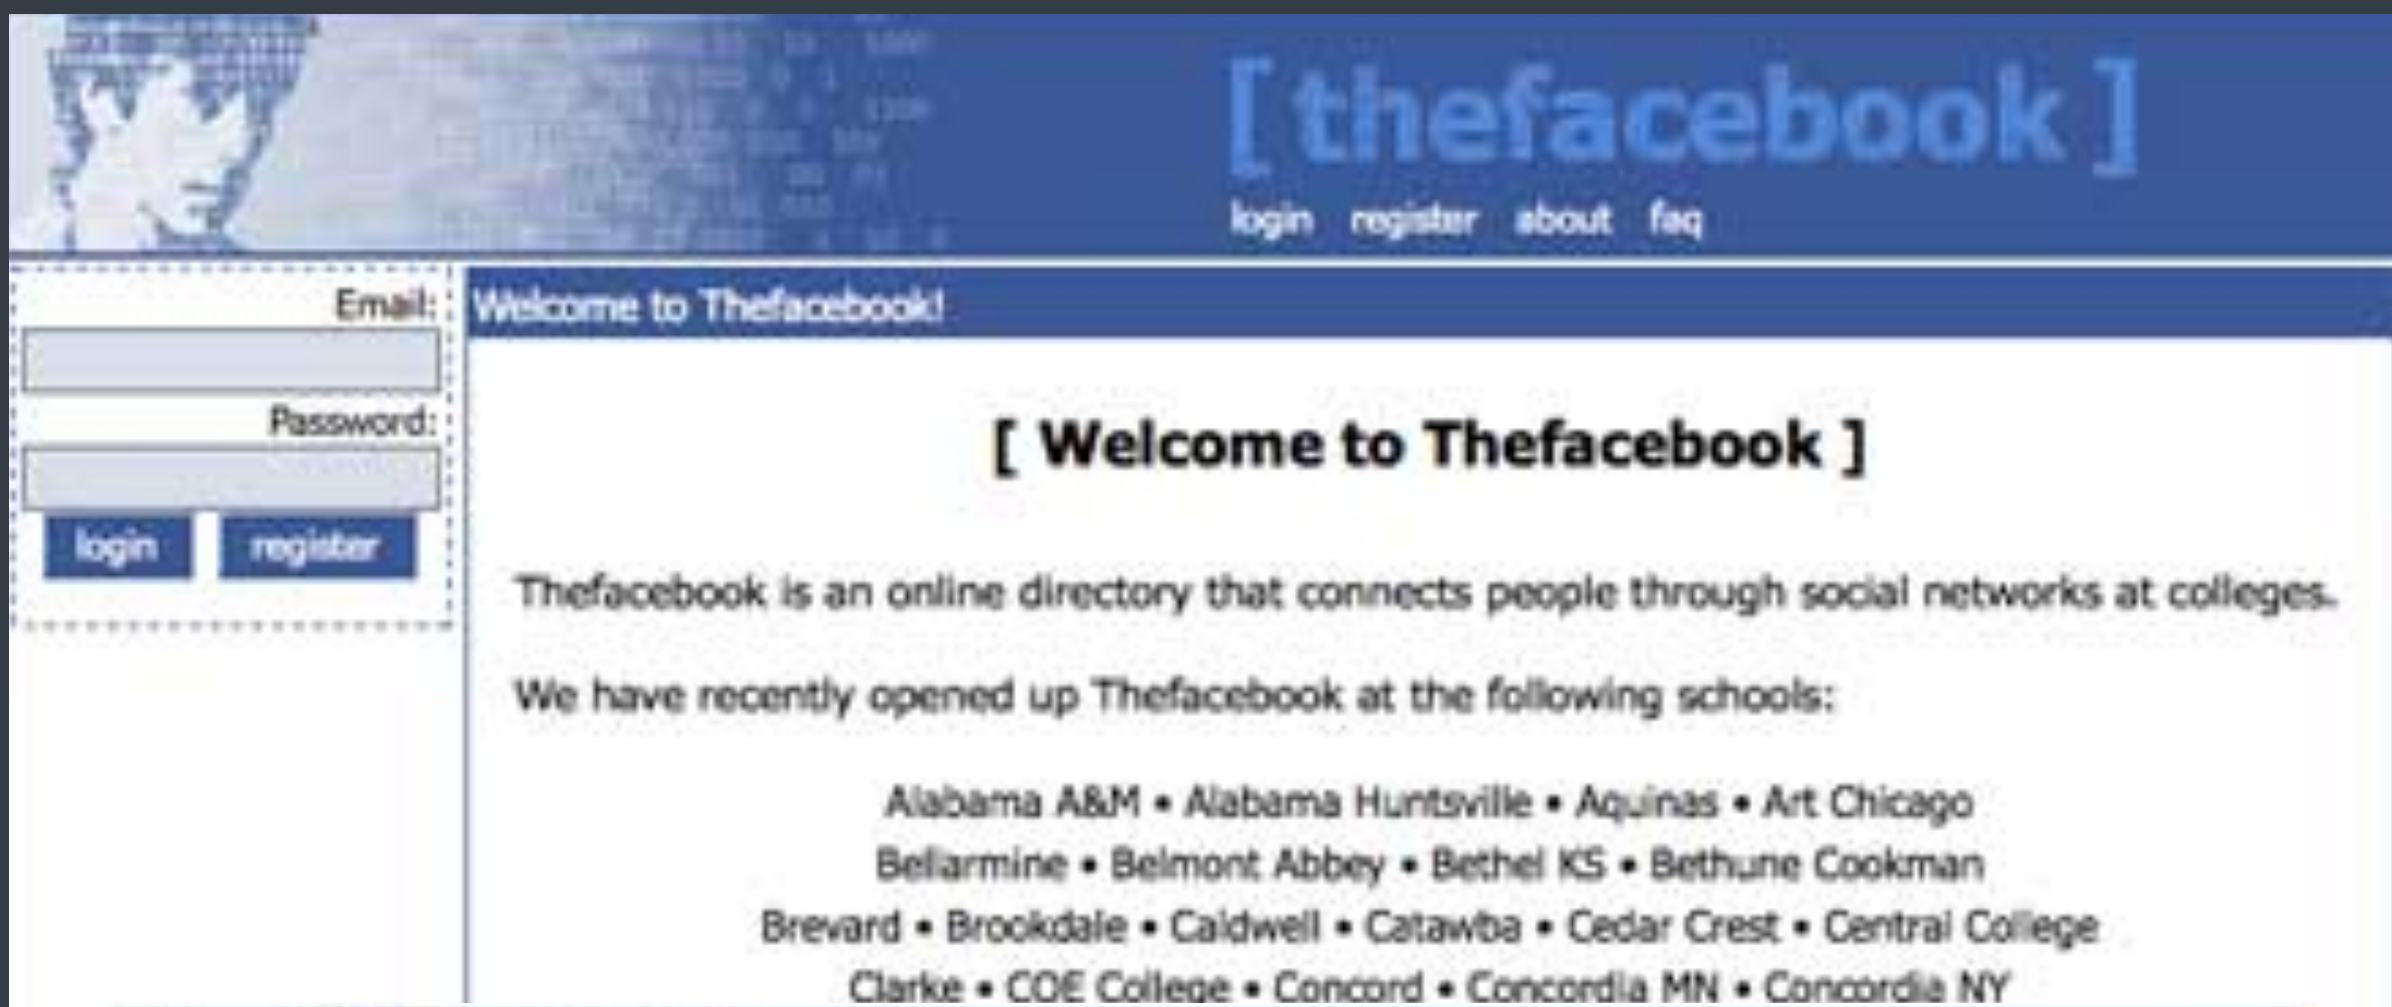 [ thefacebook ]
login register about faq
Email:
Password:
login register
Welcome to Thefacebook!
[ Welcome to Thefacebook ]
Thefacebook is an online directory that connects people through social networks at colleges.
We have recently opened up Thefacebook at the following schools:
Alabama A&M • Alabama Huntsville • Aquinas • Art Chicago
Bellarmine • Belmont Abbey • Bethel KS • Bethune Cookman
Brevard • Brookdale • Caldwell • Catawba • Cedar Crest • Central College
Clarke • COE College • Concord • Concordia MN • Concordia NY